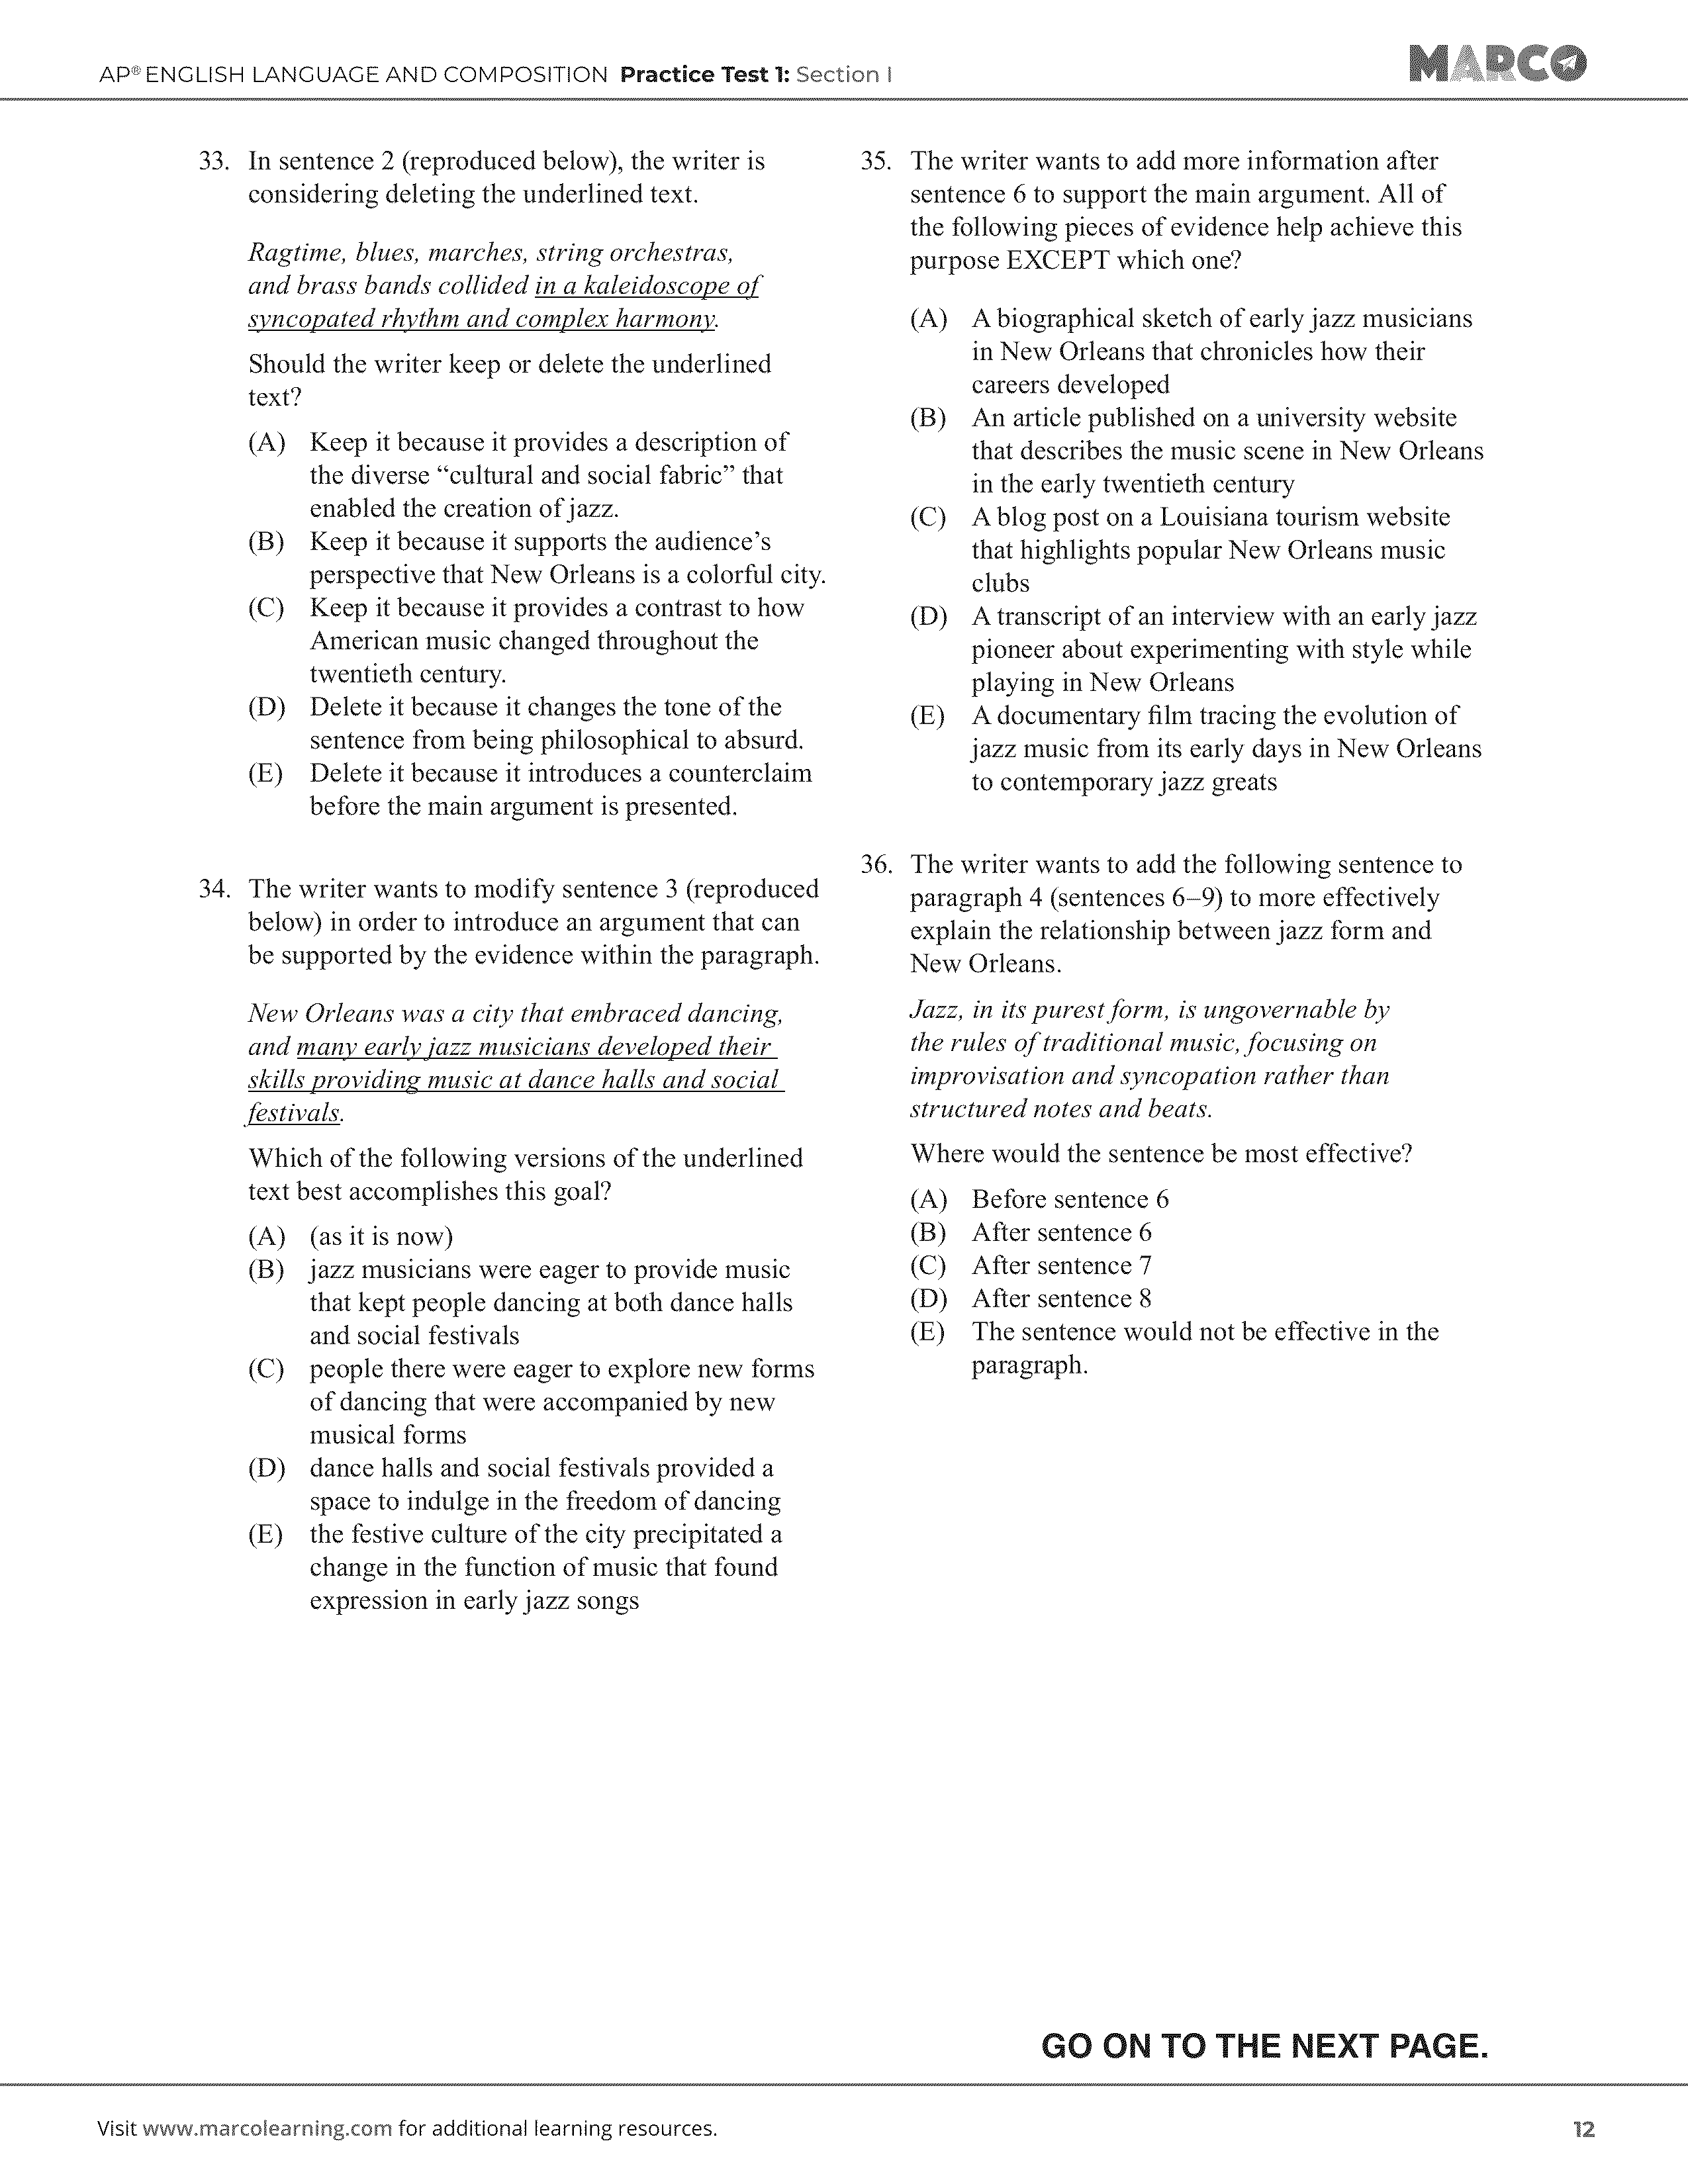 AP® ENGLISH LANGUAGE AND COMPOSITION Practice Test 1: Section I
MARCO
33. In sentence 2 (reproduced below), the writer is
considering deleting the underlined text.
Ragtime, blues, marches, string orchestras,
and brass bands collided in a kaleidoscope of
syncopated rhythm and complex harmony.
Should the writer keep or delete the underlined
text?
(A) Keep it because it provides a description of
the diverse “cultural and social fabric” that
enabled the creation of jazz.
(B) Keep it because it supports the audience’s
perspective that New Orleans is a colorful city.
(C) Keep it because it provides a contrast to how
American music changed throughout the
twentieth century.
(D) Delete it because it changes the tone of the
sentence from being philosophical to absurd.
(E) Delete it because it introduces a counterclaim
before the main argument is presented.
34. The writer wants to modify sentence 3 (reproduced
below) in order to introduce an argument that can
be supported by the evidence within the paragraph.
New Orleans was a city that embraced dancing,
and many early jazz musicians developed their
skills providing music at dance halls and social
festivals.
Which of the following versions of the underlined
text best accomplishes this goal?
(A) (as it is now)
(B) jazz musicians were eager to provide music
that kept people dancing at both dance halls
and social festivals
(C) people there were eager to explore new forms
of dancing that were accompanied by new
musical forms
(D) dance halls and social festivals provided a
space to indulge in the freedom of dancing
(E) the festive culture of the city precipitated a
change in the function of music that found
expression in early jazz songs
35. The writer wants to add more information after
sentence 6 to support the main argument. All of
the following pieces of evidence help achieve this
purpose EXCEPT which one?
(A) A biographical sketch of early jazz musicians
in New Orleans that chronicles how their
careers developed
(B) An article published on a university website
that describes the music scene in New Orleans
in the early twentieth century
(C) A blog post on a Louisiana tourism website
that highlights popular New Orleans music
clubs
(D) A transcript of an interview with an early jazz
pioneer about experimenting with style while
playing in New Orleans
(E) A documentary film tracing the evolution of
jazz music from its early days in New Orleans
to contemporary jazz greats
36. The writer wants to add the following sentence to
paragraph 4 (sentences 6–9) to more effectively
explain the relationship between jazz form and
New Orleans.
Jazz, in its purest form, is ungovernable by
the rules of traditional music, focusing on
improvisation and syncopation rather than
structured notes and beats.
Where would the sentence be most effective?
(A) Before sentence 6
(B) After sentence 6
(C) After sentence 7
(D) After sentence 8
(E) The sentence would not be effective in the
paragraph.
GO ON TO THE NEXT PAGE.
Visit www.marcolearning.com for additional learning resources.
12